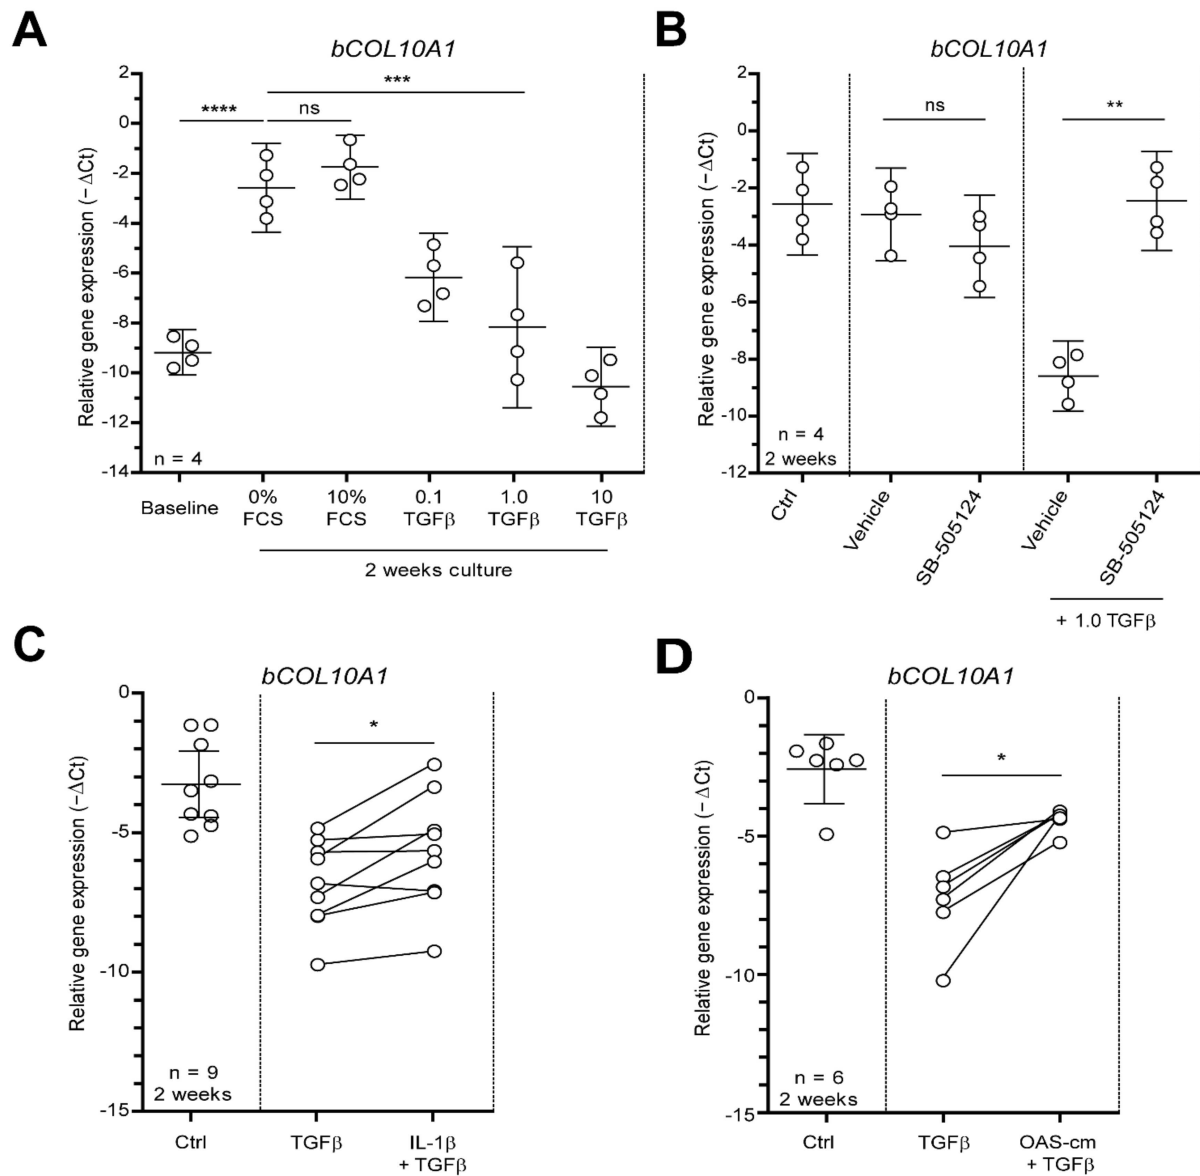 A
bCOL10A1
Relative gene expression (−ΔCt)
2
0
-2
-4
-6
-8
-10
-12
-14
****
ns
***
n = 4
Baseline
0%
FCS
10%
FCS
0.1
TGFβ
1.0
TGFβ
10
TGFβ
2 weeks culture
B
bCOL10A1
Relative gene expression (−ΔCt)
2
0
-2
-4
-6
-8
-10
-12
ns
**
n = 4
2 weeks
Ctrl
Vehicle
SB-505124
Vehicle
SB-505124
+ 1.0 TGFβ
C
bCOL10A1
Relative gene expression (−ΔCt)
0
-5
-10
-15
*
n = 9
2 weeks
Ctrl
TGFβ
IL-1β
+ TGFβ
D
bCOL10A1
Relative gene expression (−ΔCt)
0
-5
-10
-15
*
n = 6
2 weeks
Ctrl
TGFβ
OAS-cm
+ TGFβ